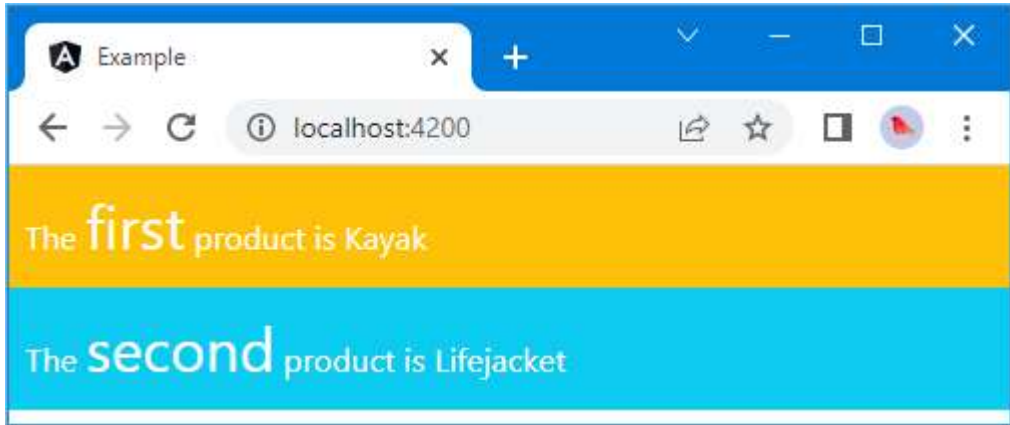 Example
localhost:4200
The first product is Kayak
The second product is Lifejacket